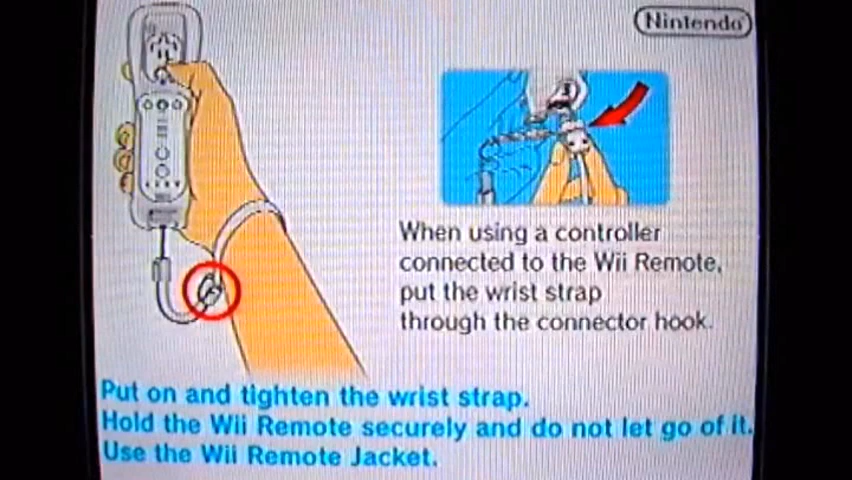 Nintendo
When using a controller
connected to the Wii Remote,
put the wrist strap
through the connector hook.
Put on and tighten the wrist strap.
Hold the Wii Remote securely and do not let go of it.
Use the Wii Remote Jacket.